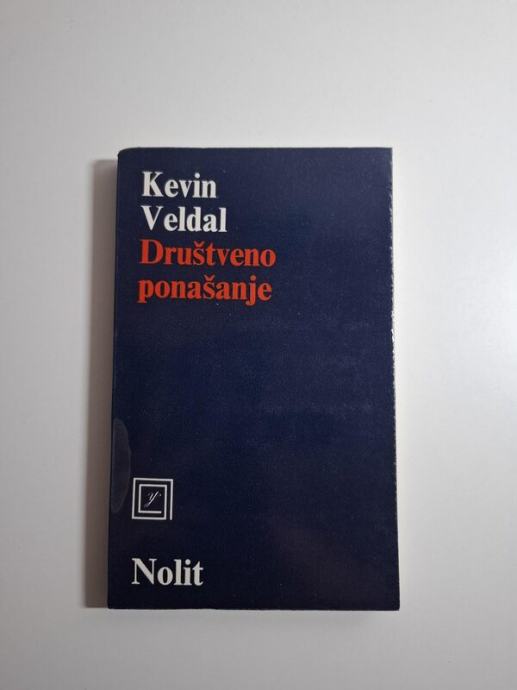 Kevin
Veldal
Društveno
ponašanje
Nolit